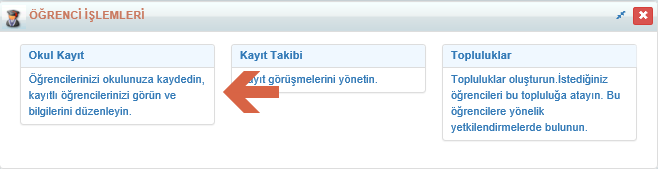 ÖĞRENCİ İŞLEMLERİ
Okul Kayıt
Öğrencilerinizi okulunuza kaydedin,
kayıtlı öğrencilerinizi görün ve
bilgilerini düzenleyin.
Kayıt Takibi
görüşmelerini yönetin.
Topluluklar
Topluluklar oluşturun.İstediğiniz
öğrencileri bu topluluğa atayın. Bu
öğrencilere yönelik
yetkilendirmelerde bulunun.